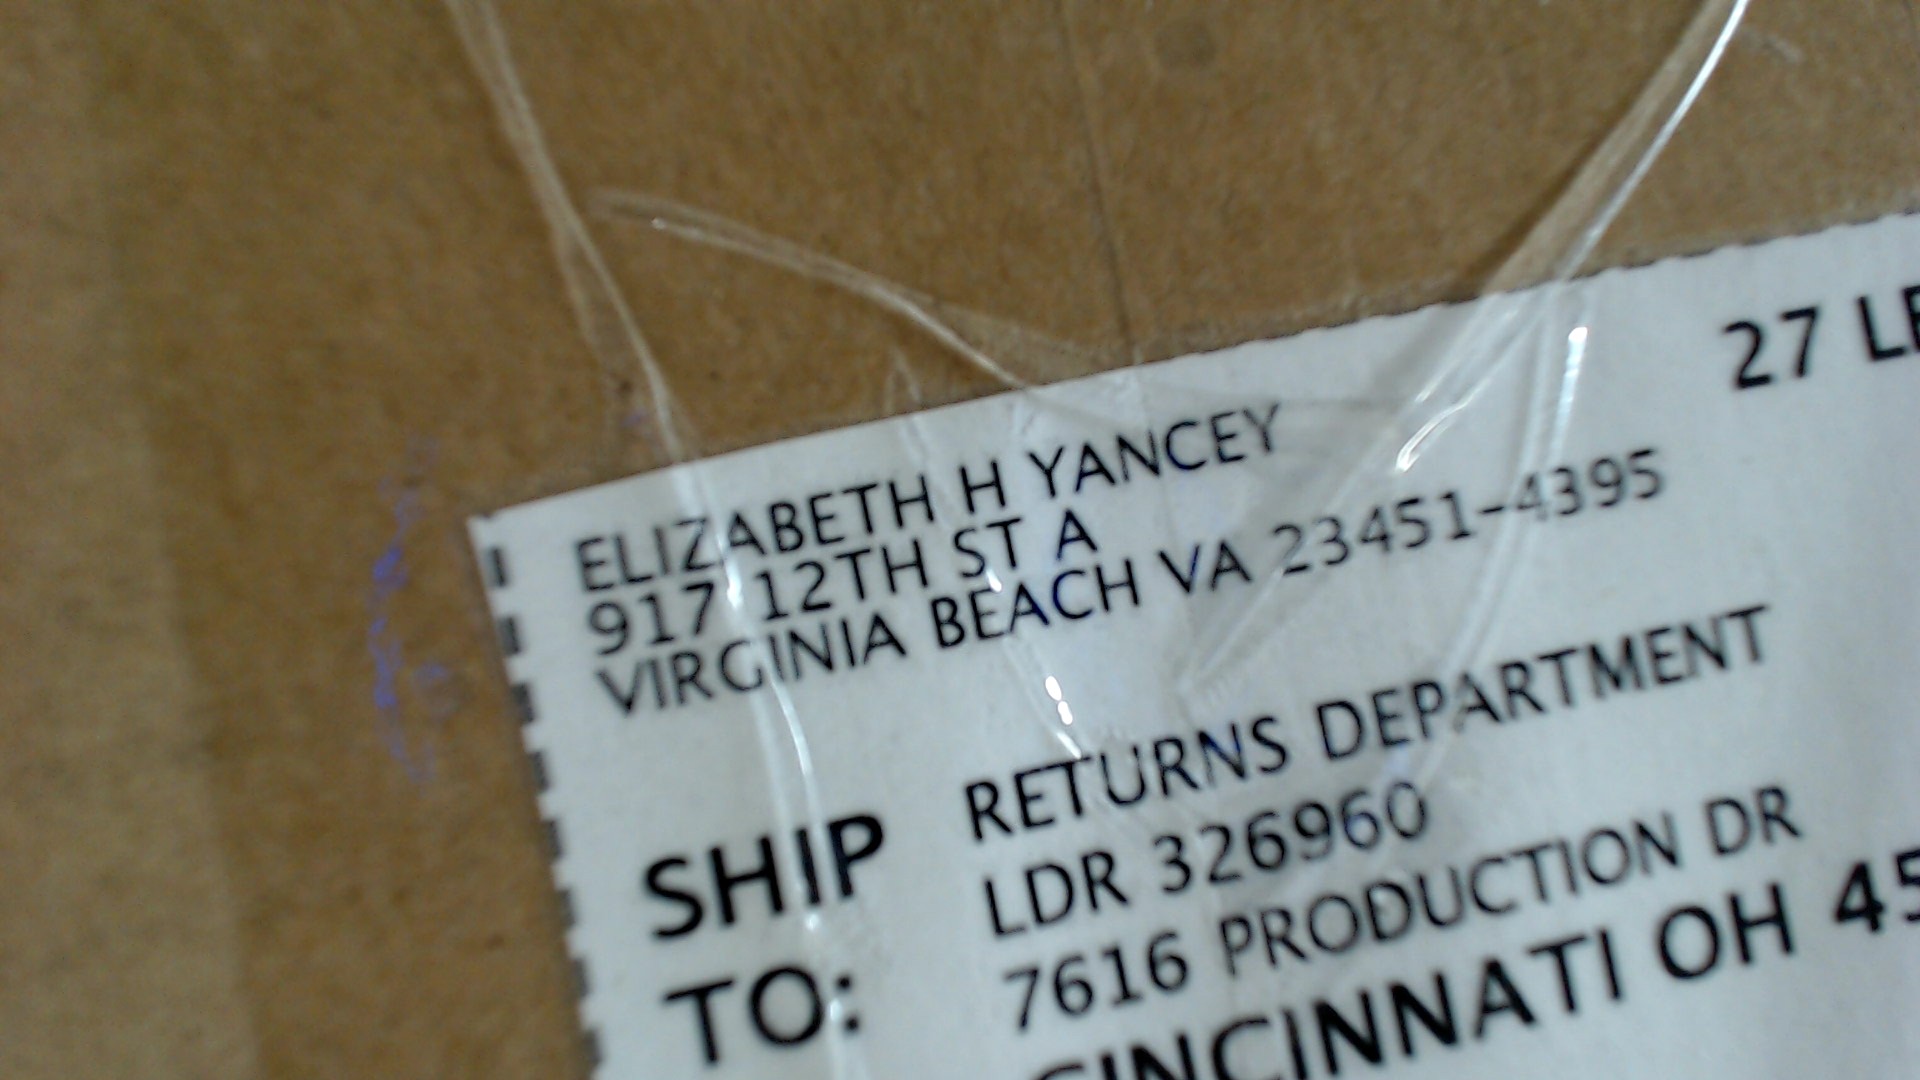 ELIZABETH H YANCEY
917 12TH ST A
VIRGINIA BEACH VA 23451-4395
27
SHIP
TO:
RETURNS DEPARTMENT
LDR 326960
7616 PRODUCTION DR
CINCINNATI OH